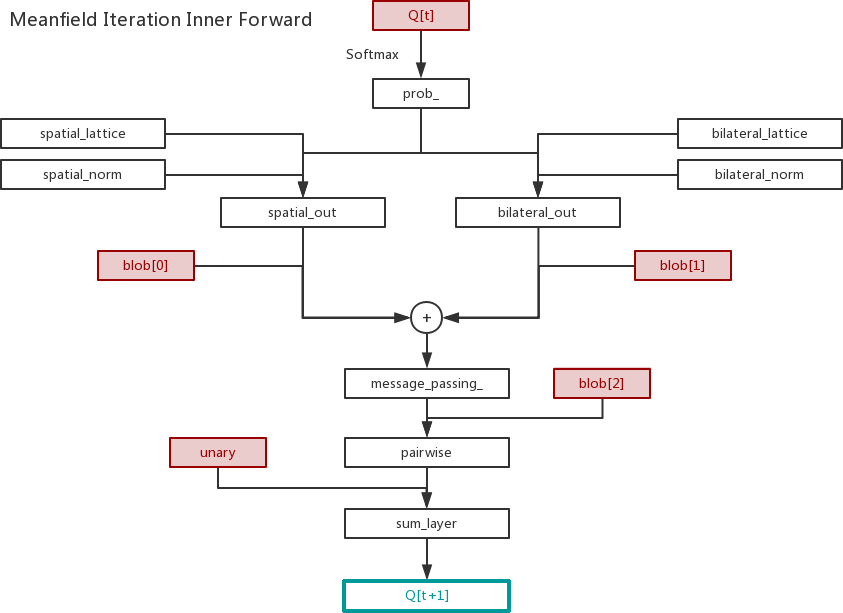 Meanfield Iteration Inner Forward
Q[t]
Softmax
prob_
spatial_lattice
bilateral_lattice
spatial_norm
bilateral_norm
spatial_out
bilateral_out
blob[0]
blob[1]
+
message_passing_
blob[2]
unary
pairwise
sum_layer
Q[t+1]